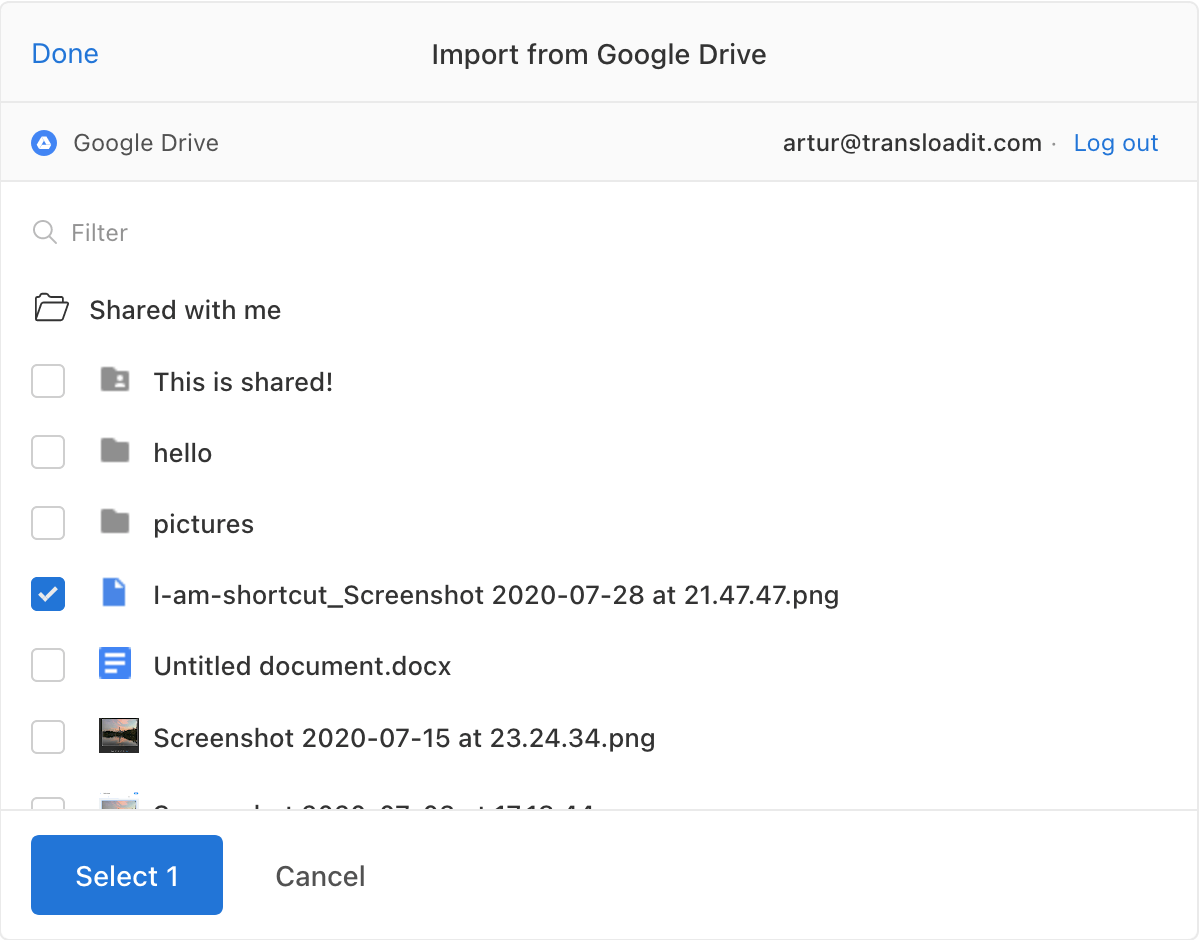 Done
Import from Google Drive
Google Drive
artur@transloadit.com · Log out
Filter
Shared with me
This is shared!
hello
pictures
I-am-shortcut_Screenshot 2020-07-28 at 21.47.47.png
Untitled document.docx
Screenshot 2020-07-15 at 23.24.34.png
Select 1
Cancel